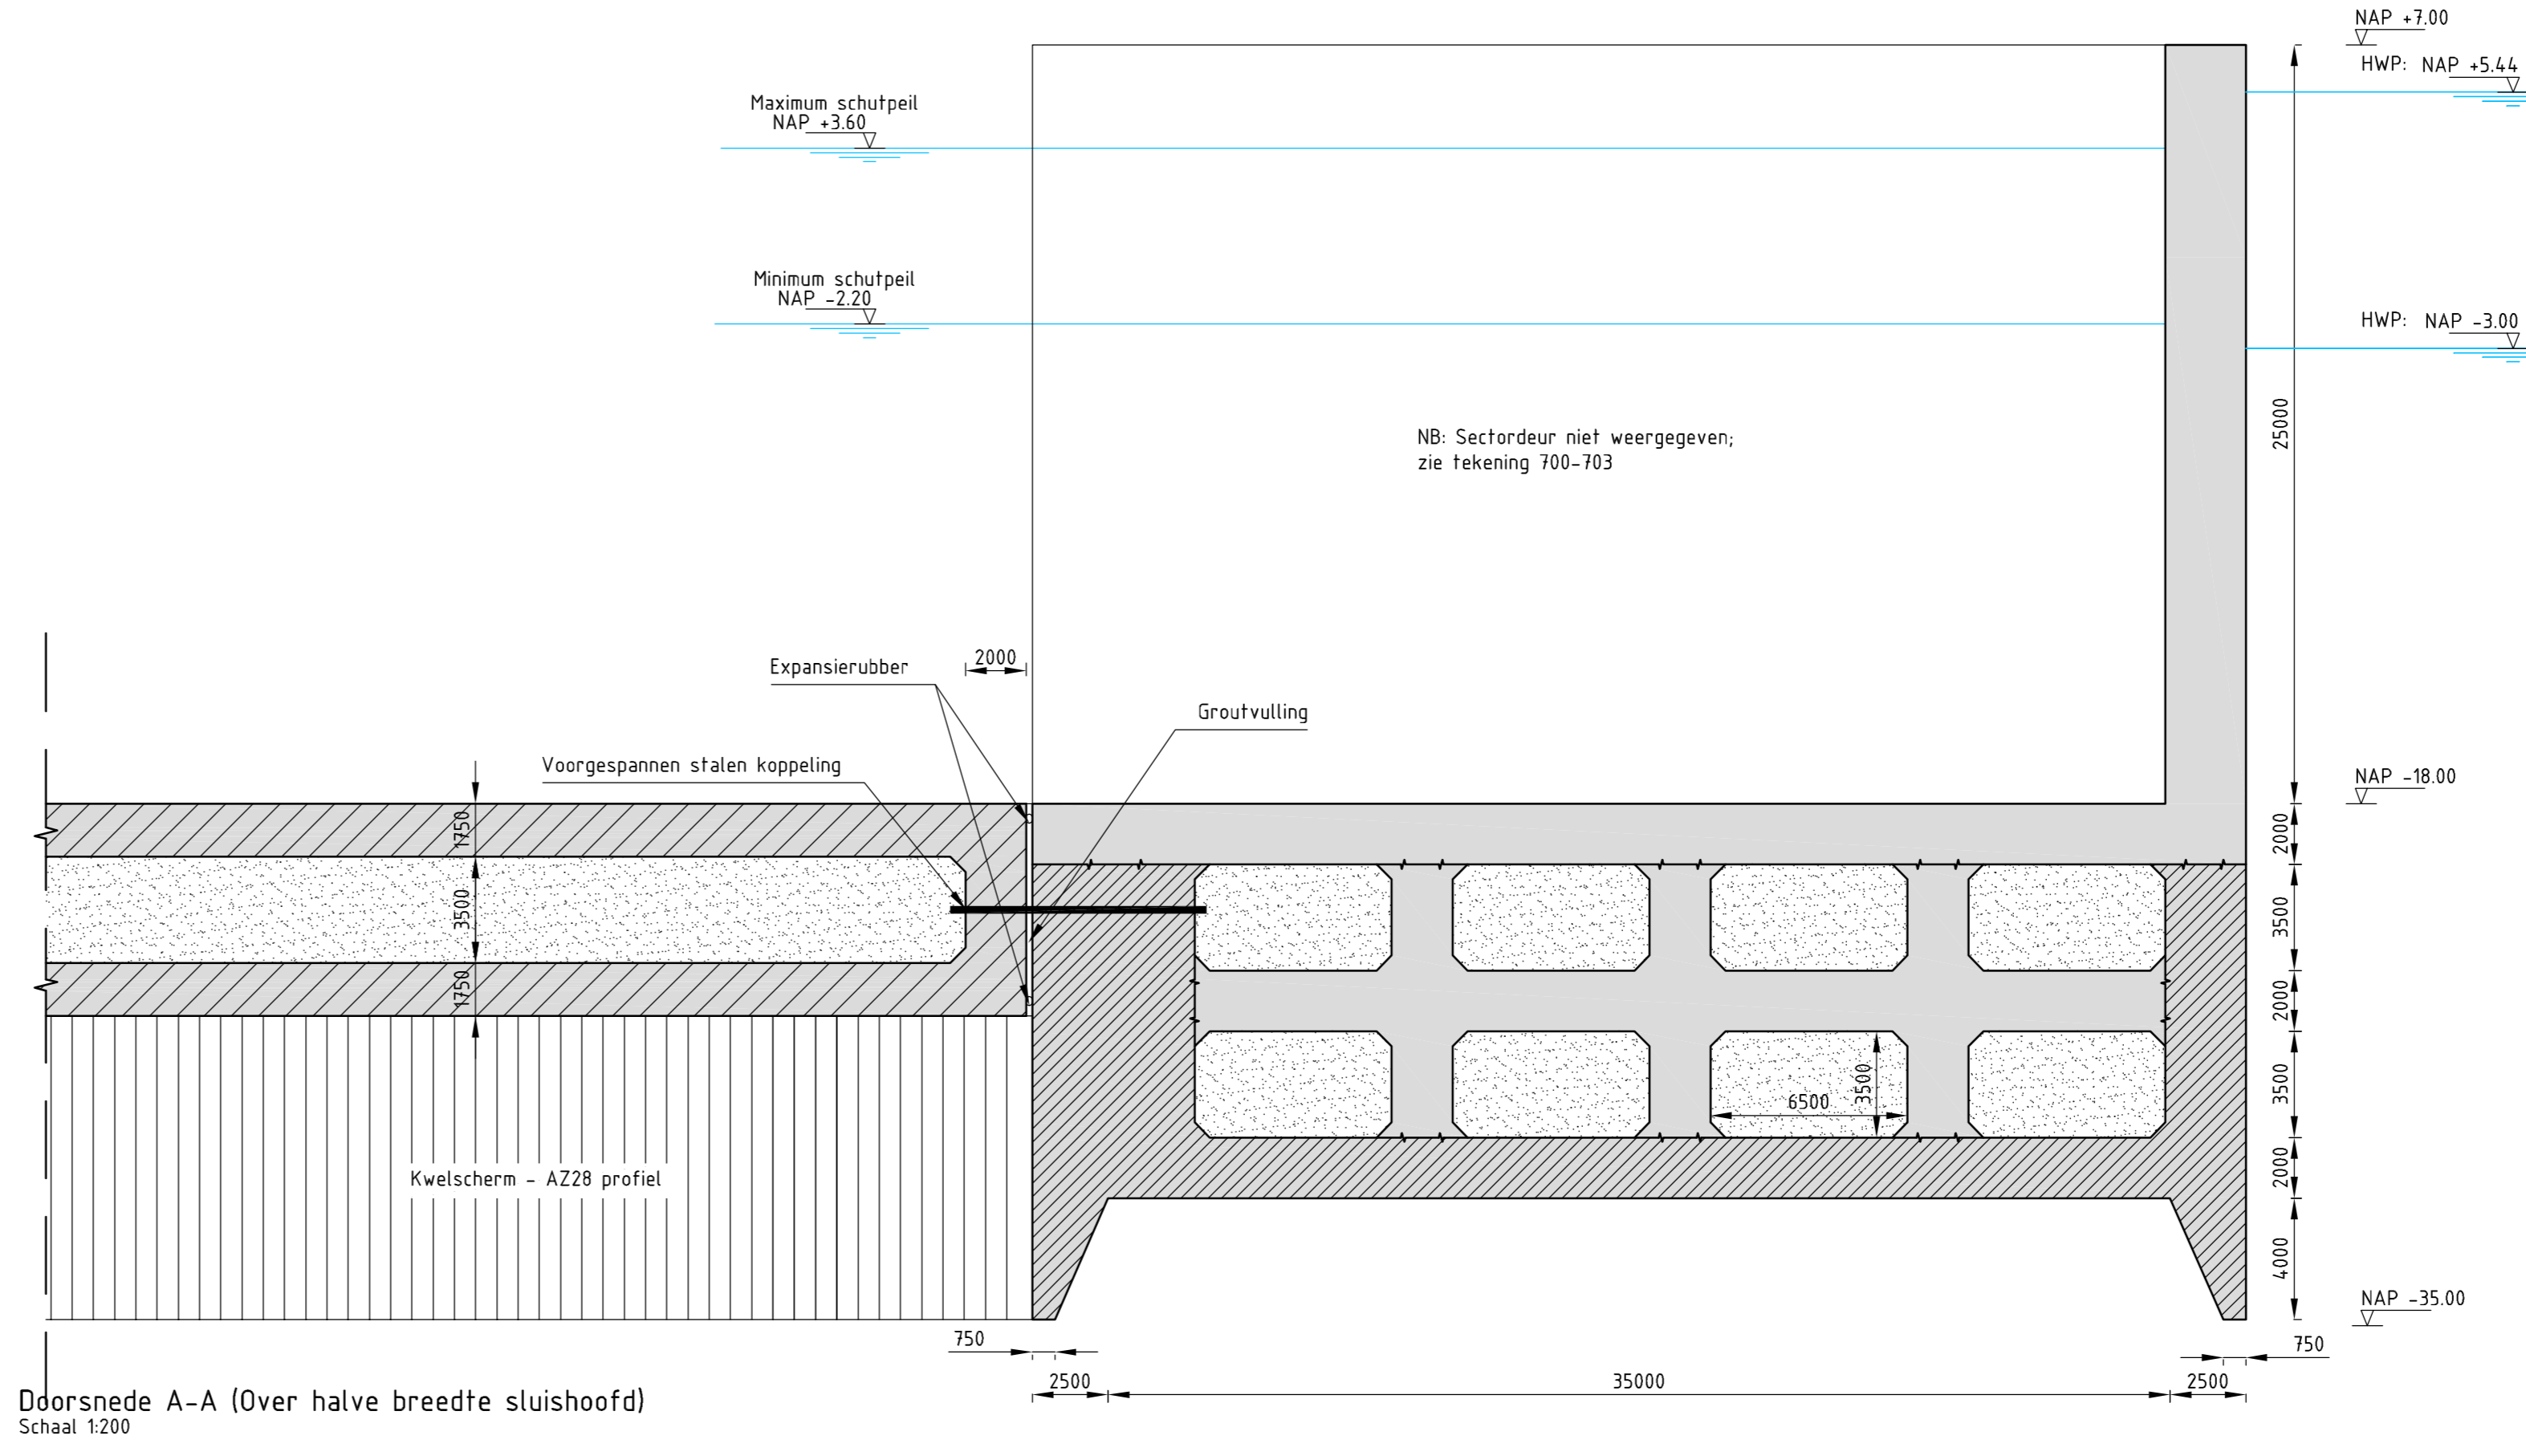 NAP +7.00
HWP: NAP +5.44
Maximum schutpeil
NAP +3.60
Minimum schutpeil
NAP -2.20
HWP: NAP -3.00
25000
NB: Sectordeur niet weergegeven;
zie tekening 700-703
2000
Expansierubber
Groutvulling
Voorgespannen stalen koppeling
NAP -18.00
1750
3500
1750
2000
3500
2000
3500
2000
4000
6500
3500
Kwelscherm - AZ28 profiel
NAP -35.00
750
750
2500
35000
2500
Doorsnede A-A (Over halve breedte sluishoofd)
Schaal 1:200